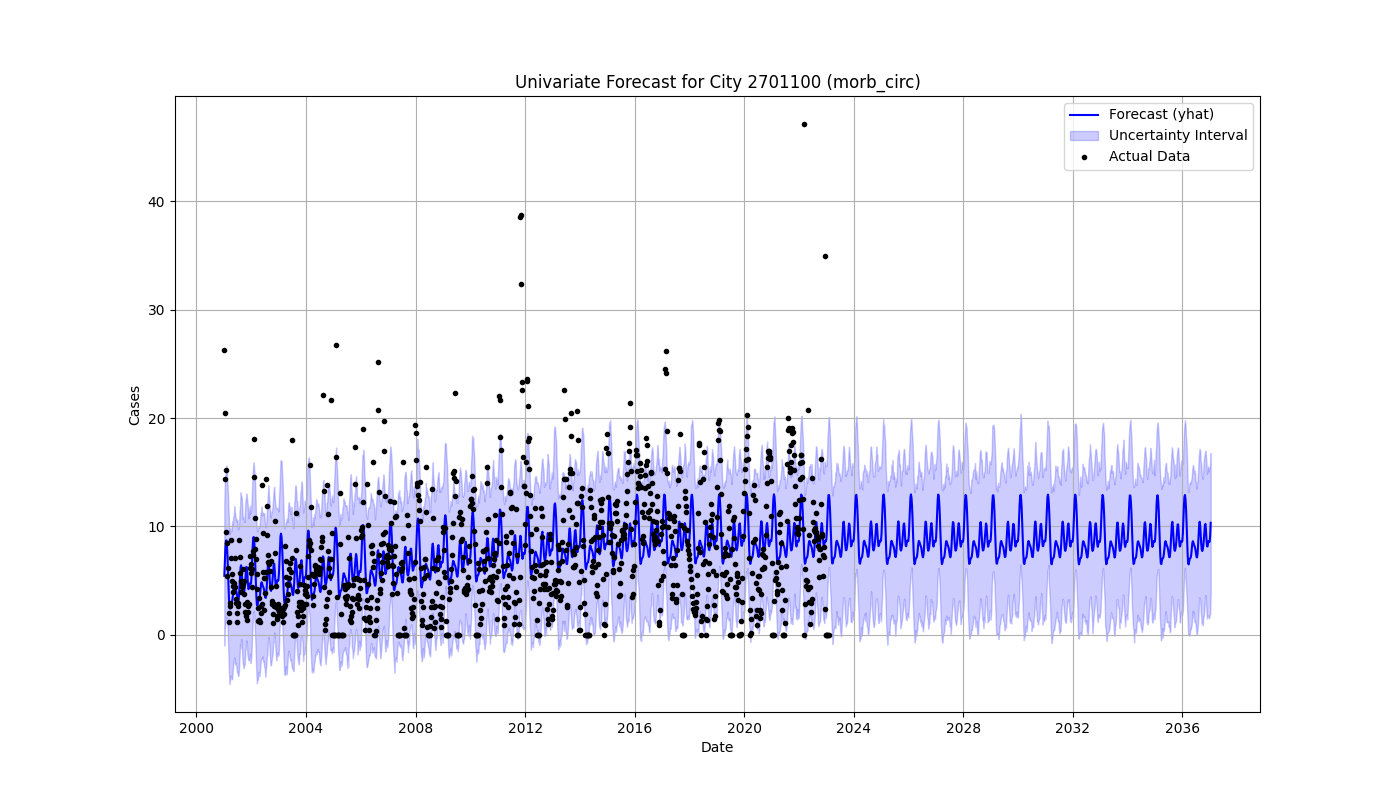 Univariate Forecast for City 2701100 (morb_circ)
Forecast (yhat)
Uncertainty Interval
Actual Data
Cases
40
30
20
10
0
2000 2004 2008 2012 2016 2020 2024 2028 2032 2036
Date